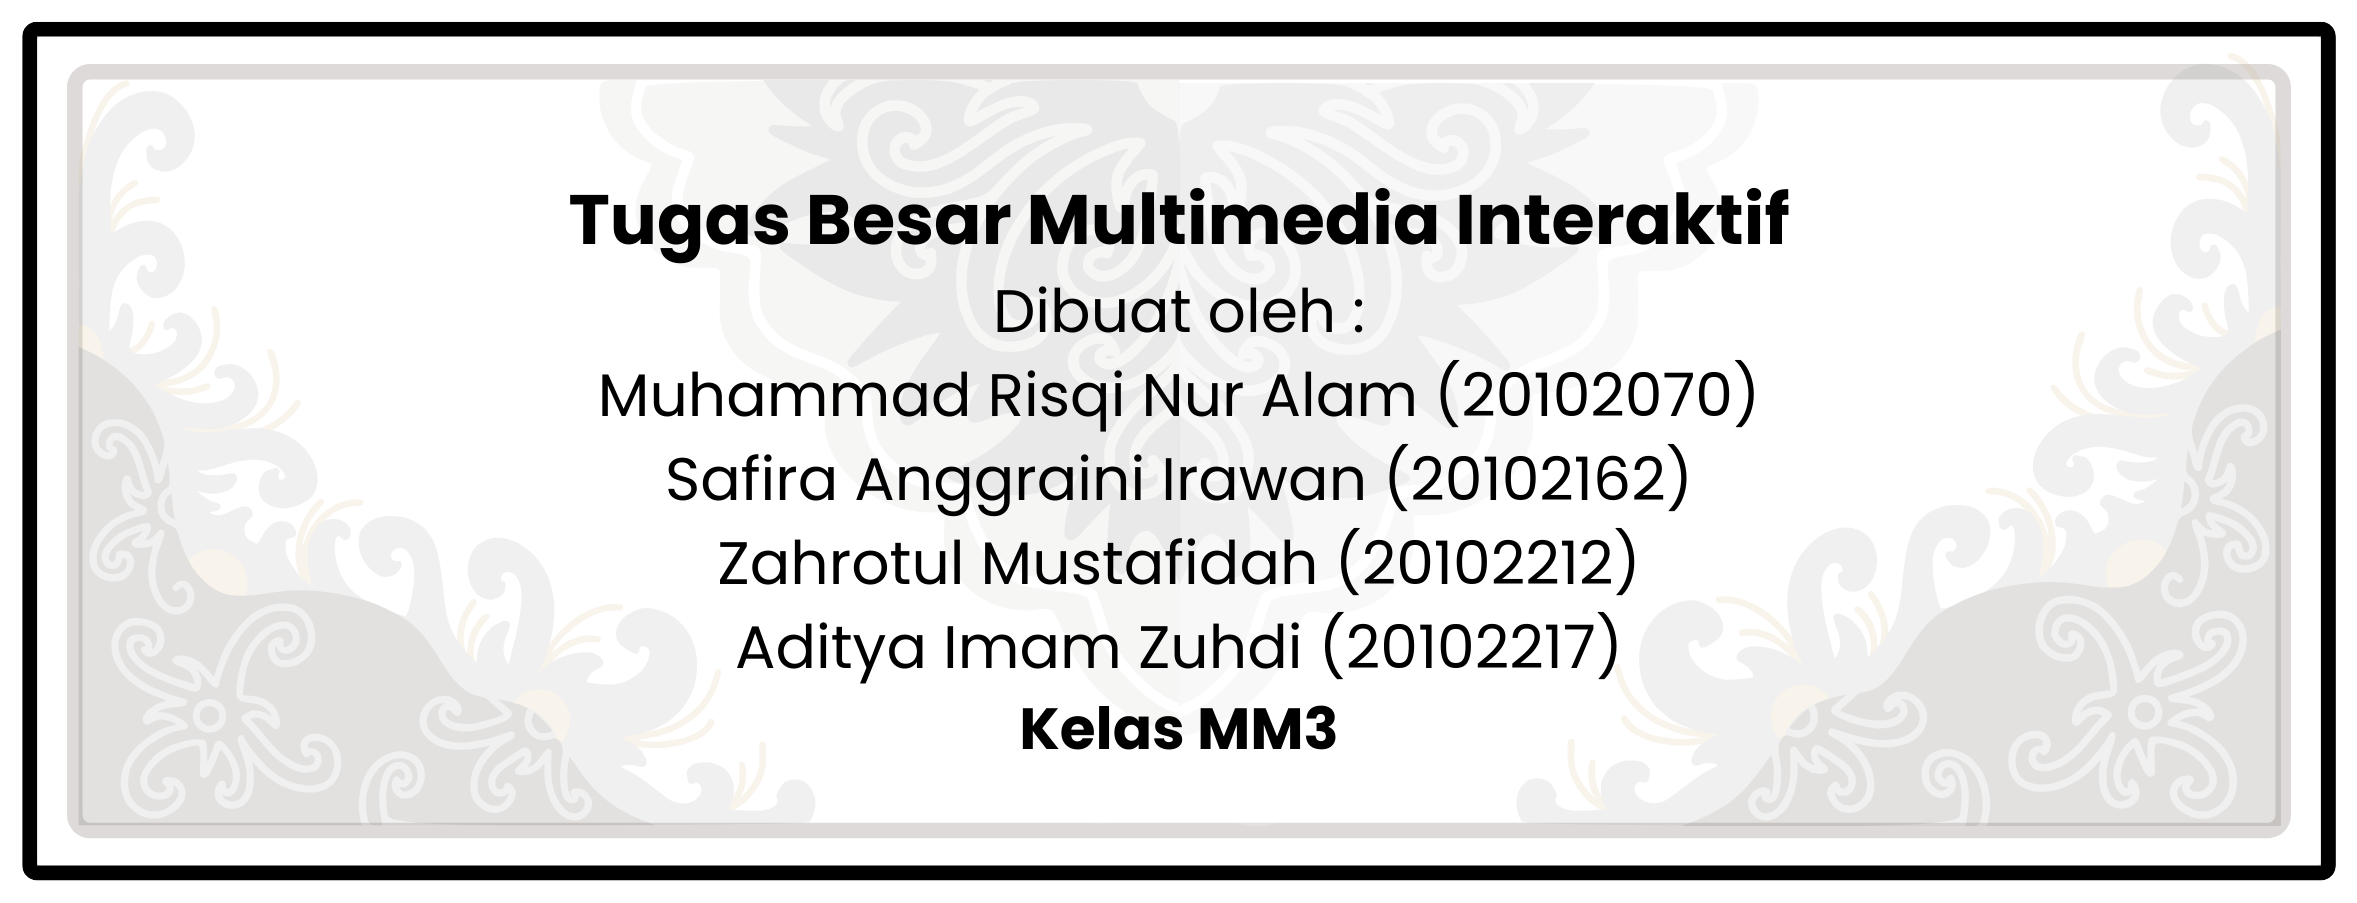 Tugas Besar Multimedia Interaktif
Dibuat oleh :
Muhammad Risqi Nur Alam (20102070)
Safira Anggraini Irawan (20102162)
Zahrotul Mustafidah (20102212)
Aditya Imam Zuhdi (20102217)
Kelas MM3